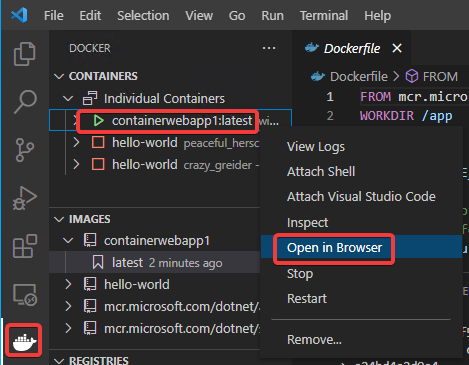 File Edit Selection View Go Run Terminal Help
DOCKER ...
CONTAINERS
Individual Containers
containerwebapp1:latest wi...
hello-world peaceful_hersc
hello-world crazy_greider –
IMAGES
containerwebapp1
latest 2 minutes ago
hello-world
mcr.microsoft.com/dotnet/
mcr.microsoft.com/dotnet/
REGISTRIES
Dockerfile
Dockerfile > FROM
1 FROM mcr.micro
2 WORKDIR /app
View Logs
Attach Shell
Attach Visual Studio Code
Inspect
Open in Browser
Stop
Restart
Remove...